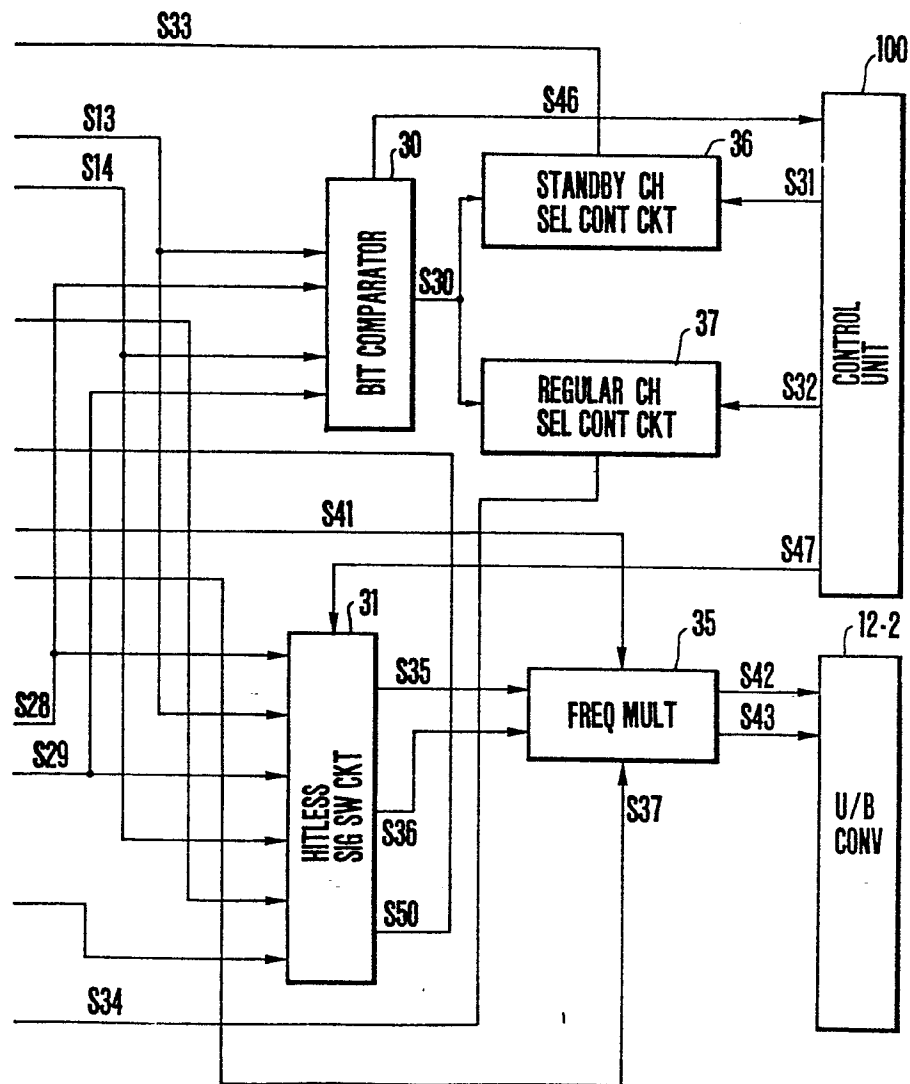 S33
100
S46
S13
30
36
S14
STANDBY CH
SEL CONT CKT
S31
BIT COMPARATOR
S30
37
CONTROL
UNIT
REGULAR CH
SEL CONT CKT
S32
S41
S47
31
35
12-2
S35
S42
FREQ MULT
S28
S43
S29
HITLESS
SIG SW CKT
S36
S37
U/B
CONV
S50
S34